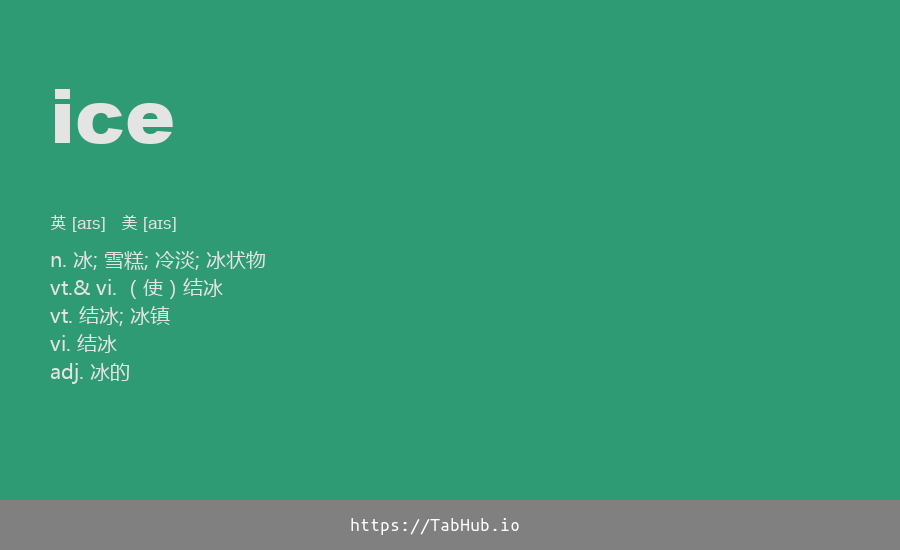 ice
英 [aɪs] 美 [aɪs]
n. 冰; 雪糕; 冷淡; 冰状物
vt.& vi. （使）结冰
vt. 结冰; 冰镇
vi. 结冰
adj. 冰的
https://TabHub.io